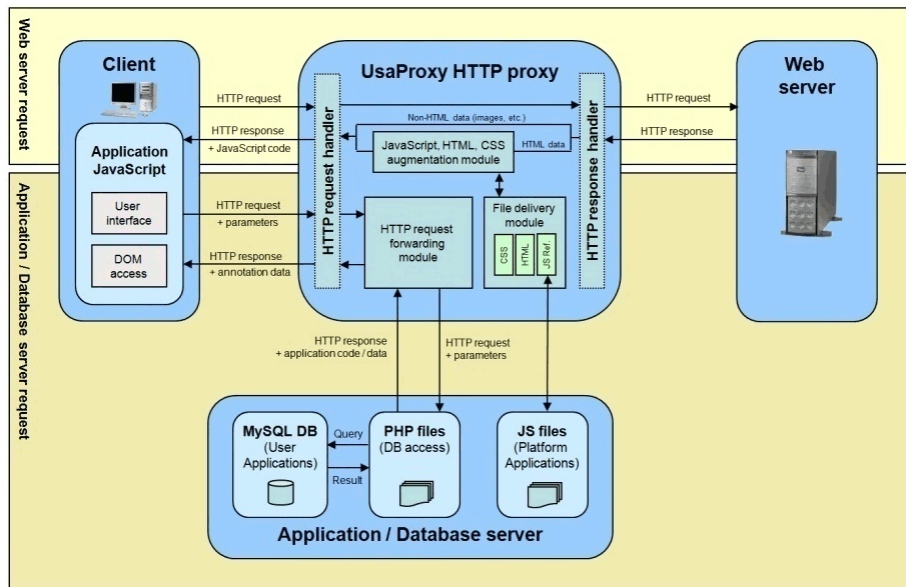 Web server request
Client
UsaProxy HTTP proxy
Web
server
HTTP request
HTTP response
+ JavaScript code
HTTP request handler
Non-HTML data (images, etc.)
JavaScript, HTML, CSS
augmentation module
HTML data
HTTP response handler
HTTP request
HTTP response
Application / Database server request
Application
JavaScript
User
interface
DOM
access
HTTP request
+ parameters
HTTP response
+ annotation data
HTTP request
forwarding
module
File delivery
module
CSS
HTML
JS Ref.
HTTP response
+ application code / data
HTTP request
+ parameters
MySQL DB
(User
Applications)
Query
Result
PHP files
(DB access)
JS files
(Platform
Applications)
Application / Database server